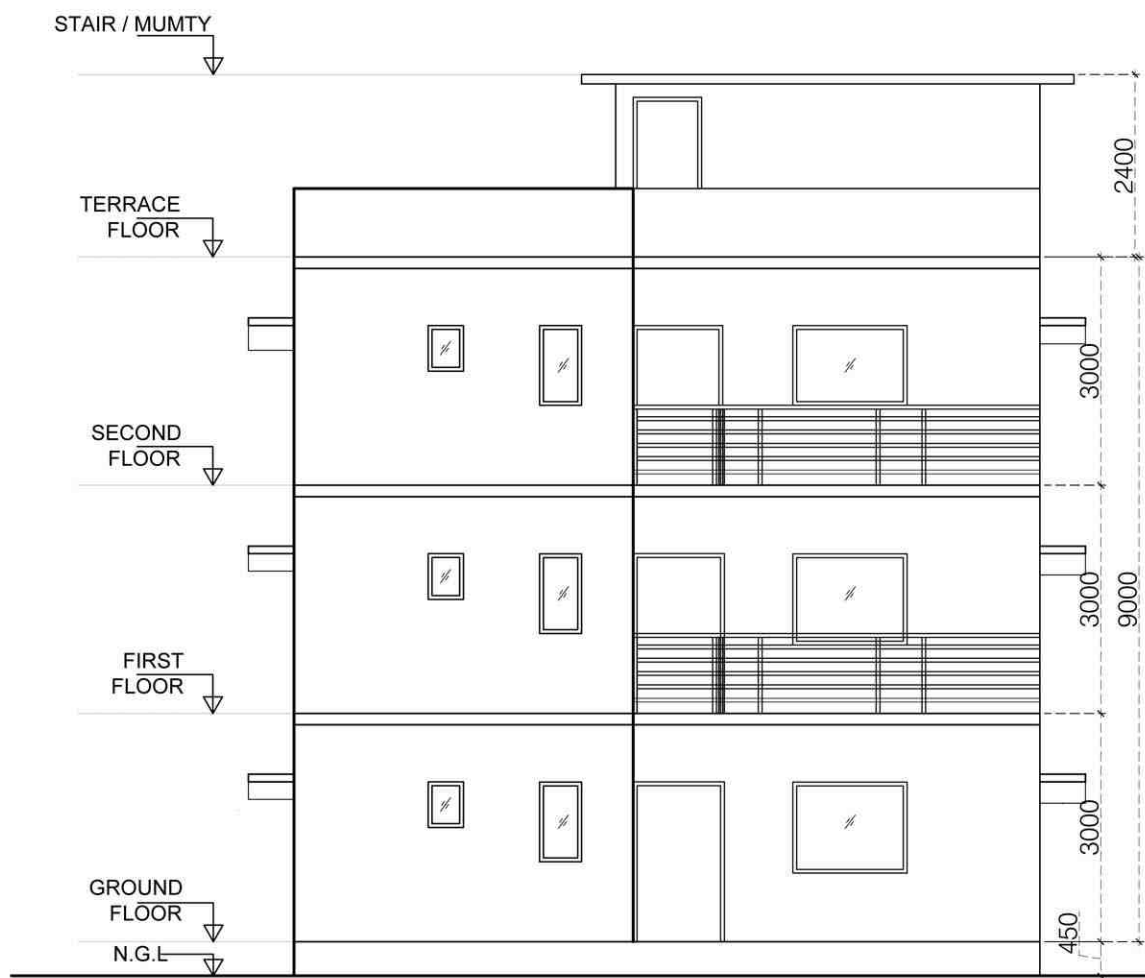 STAIR / MUMTY
2400
TERRACE
FLOOR
3000
SECOND
FLOOR
3000
9000
FIRST
FLOOR
3000
GROUND
FLOOR
450
N.G.L